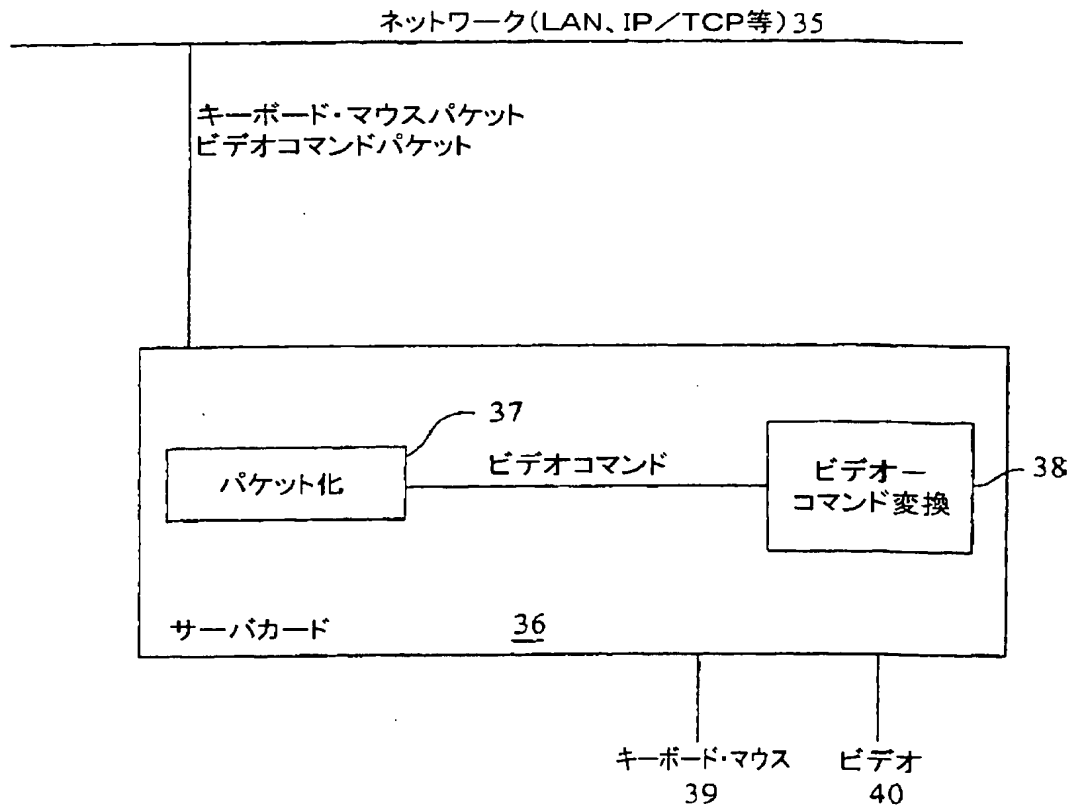 ネットワーク(LAN、IP/TCP等)35
キーボード・マウスパケット
ビデオコマンドパケット
37
パケット化
ビデオコマンド
ビデオー
コマンド変換
38
サーバカード
36
キーボード・マウス
39
ビデオ
40